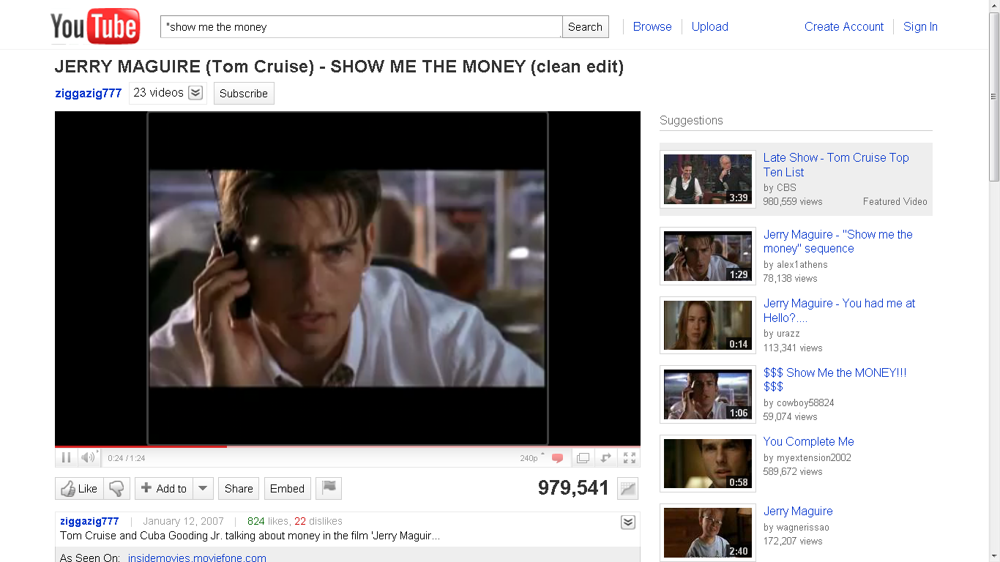 YouTube
"show me the money
Search
Browse
Upload
Create Account
Sign In
JERRY MAGUIRE (Tom Cruise) - SHOW ME THE MONEY (clean edit)
ziggazig777
23 videos
Subscribe
0:24 / 1:24
240p
Like
Add to
Share
Embed
979,541
ziggazig777
January 12, 2007
824 likes, 22 dislikes
Tom Cruise and Cuba Gooding Jr. talking about money in the film 'Jerry Maguir...
As Seen On: insidemovies.moviefone.com
Suggestions
3:39
Late Show - Tom Cruise Top
Ten List
by CBS
980,559 views
Featured Video
1:29
Jerry Maguire - "Show me the
money" sequence
by alex1athens
78,138 views
0:14
Jerry Maguire - You had me at
Hello?....
by urazz
113,341 views
1:06
$$$ Show Me the MONEY!!!
$$$
by cowboy58824
59,074 views
0:58
You Complete Me
by myextension2002
589,672 views
2:40
Jerry Maguire
by wagnerissao
172,207 views